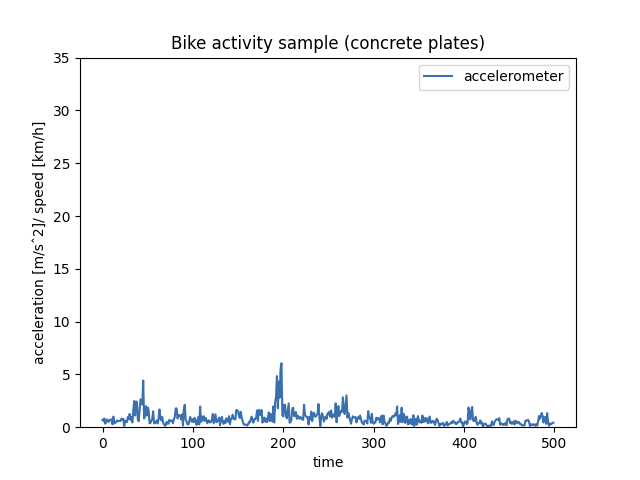 Bike activity sample (concrete plates)
accelerometer
acceleration [m/sˆ2]/ speed [km/h]
35
30
25
20
15
10
5
0
0 100 200 300 400 500
time